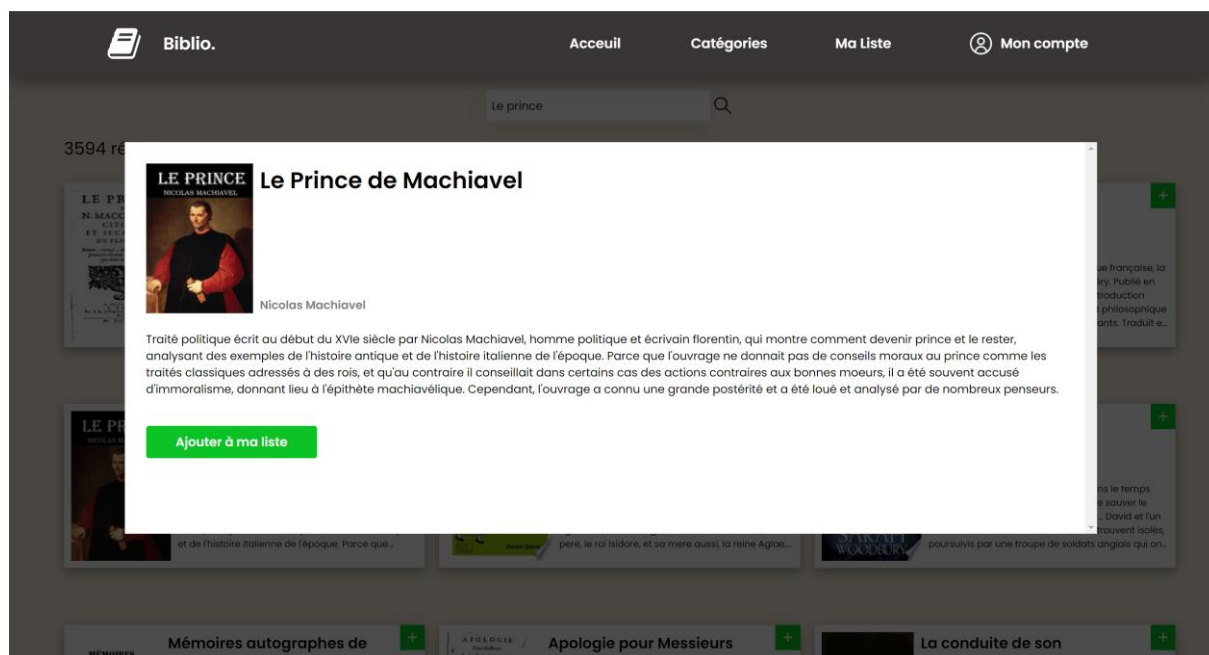 Biblio.
Acceuil
Catégories
Ma Liste
Mon compte
Le prince
3594 ré
LE PRINCE
NICOLAS MACHIAVEL
Le Prince de Machiavel
Nicolas Machiavel
Traité politique écrit au début du XVIe siècle par Nicolas Machiavel, homme politique et écrivain florentin, qui montre comment devenir prince et le rester,
analysant des exemples de l'histoire antique et de l'histoire italienne de l'époque. Parce que l'ouvrage ne donnait pas de conseils moraux au prince comme les
traités classiques adressés à des rois, et qu'au contraire il conseillait dans certains cas des actions contraires aux bonnes moeurs, il a été souvent accusé
d'immoralisme, donnant lieu à l'épithète machiavélique. Cependant, l'ouvrage a connu une grande postérité et a été loué et analysé par de nombreux penseurs.
Ajouter à ma liste
LE PR
N. MACC
+
ue française, la
ry. Publié en
traduction
philosophique
ants. Traduit e...
LE PR
+
ns le temps
e sauver le
... David et l'un
trouvent isolés,
et de l'histoire italienne de l'époque. Parce que...
pere, le roi Isidore, et sa mere aussi, la reine Aglae,...
SARAH
WOODBURY
poursuivis par une troupe de soldats anglais qui on...
MÉMOIRES
Mémoires autographes de
+
APOLOGIE
Apologie pour Messieurs
+
La conduite de son
+